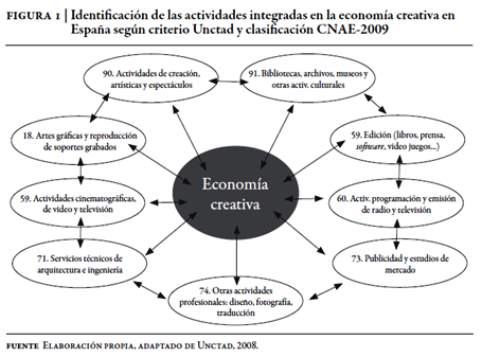 FIGURA 1 | Identificación de las actividades integradas en la economía creativa en
España según criterio Unctad y clasificación CNAE-2009
90. Actividades de creación,
artísticas y espectáculos
91. Bibliotecas, archivos, museos y
otras activ. culturales
18. Artes gráficas y reproducción
de soportes grabados
59. Edición (libros, prensa,
software, video juegos...)
Economía
creativa
59. Actividades cinematográficas,
de video y televisión
60. Activ. programación y emisión
de radio y televisión
71. Servicios técnicos de
arquitectura e ingeniería
73. Publicidad y estudios de
mercado
74. Otras actividades
profesionales: diseño, fotografía,
traducción
FUENTE ELABORACIÓN PROPIA, ADAPTADO DE UNCTAD, 2008.